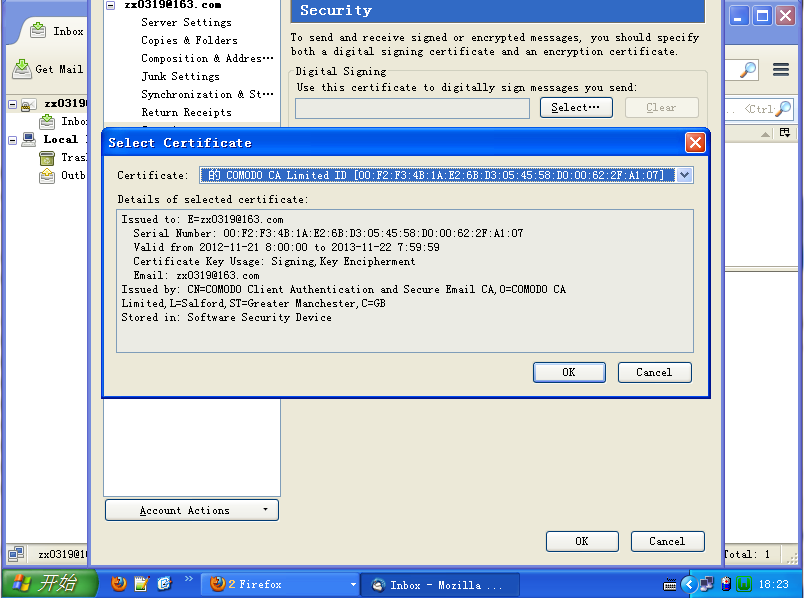 zx0319@163.com
Server Settings
Copies & Folders
Composition & Addres...
Junk Settings
Synchronization & St...
Return Receipts
Security
To send and receive signed or encrypted messages, you should specify
both a digital signing certificate and an encryption certificate.
Digital Signing
Use this certificate to digitally sign messages you send:
Select...
Clear
Inbox
Get Mail
zx0319
Inbo
Local
Tras
Outb
<Ctrl
Select Certificate
Certificate:
的 COMODO CA Limited ID [00:F2:F3:4B:1A:E2:6B:D3:05:45:58:D0:00:62:2F:A1:07]
Details of selected certificate:
Issued to: E=zx0319@163.com
Serial Number: 00:F2:F3:4B:1A:E2:6B:D3:05:45:58:D0:00:62:2F:A1:07
Valid from 2012-11-21 8:00:00 to 2013-11-22 7:59:59
Certificate Key Usage: Signing,Key Encipherment
Email: zx0319@163.com
Issued by: CN=COMODO Client Authentication and Secure Email CA,O=COMODO CA
Limited,L=Salford,ST=Greater Manchester,C=GB
Stored in: Software Security Device
OK
Cancel
Account Actions
OK
Cancel
zx0319@1
Total: 1
开始
2 Firefox
Inbox - Mozilla ...
18:23